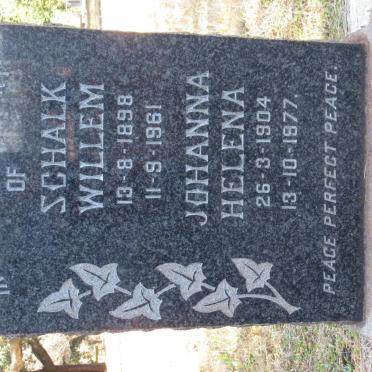 OF
SCHALK
WILLEM
13-8-1898
11-9-1961
JOHANNA
HELENA
26-3-1904
13-10-1977.
PEACE PERFECT PEACE.